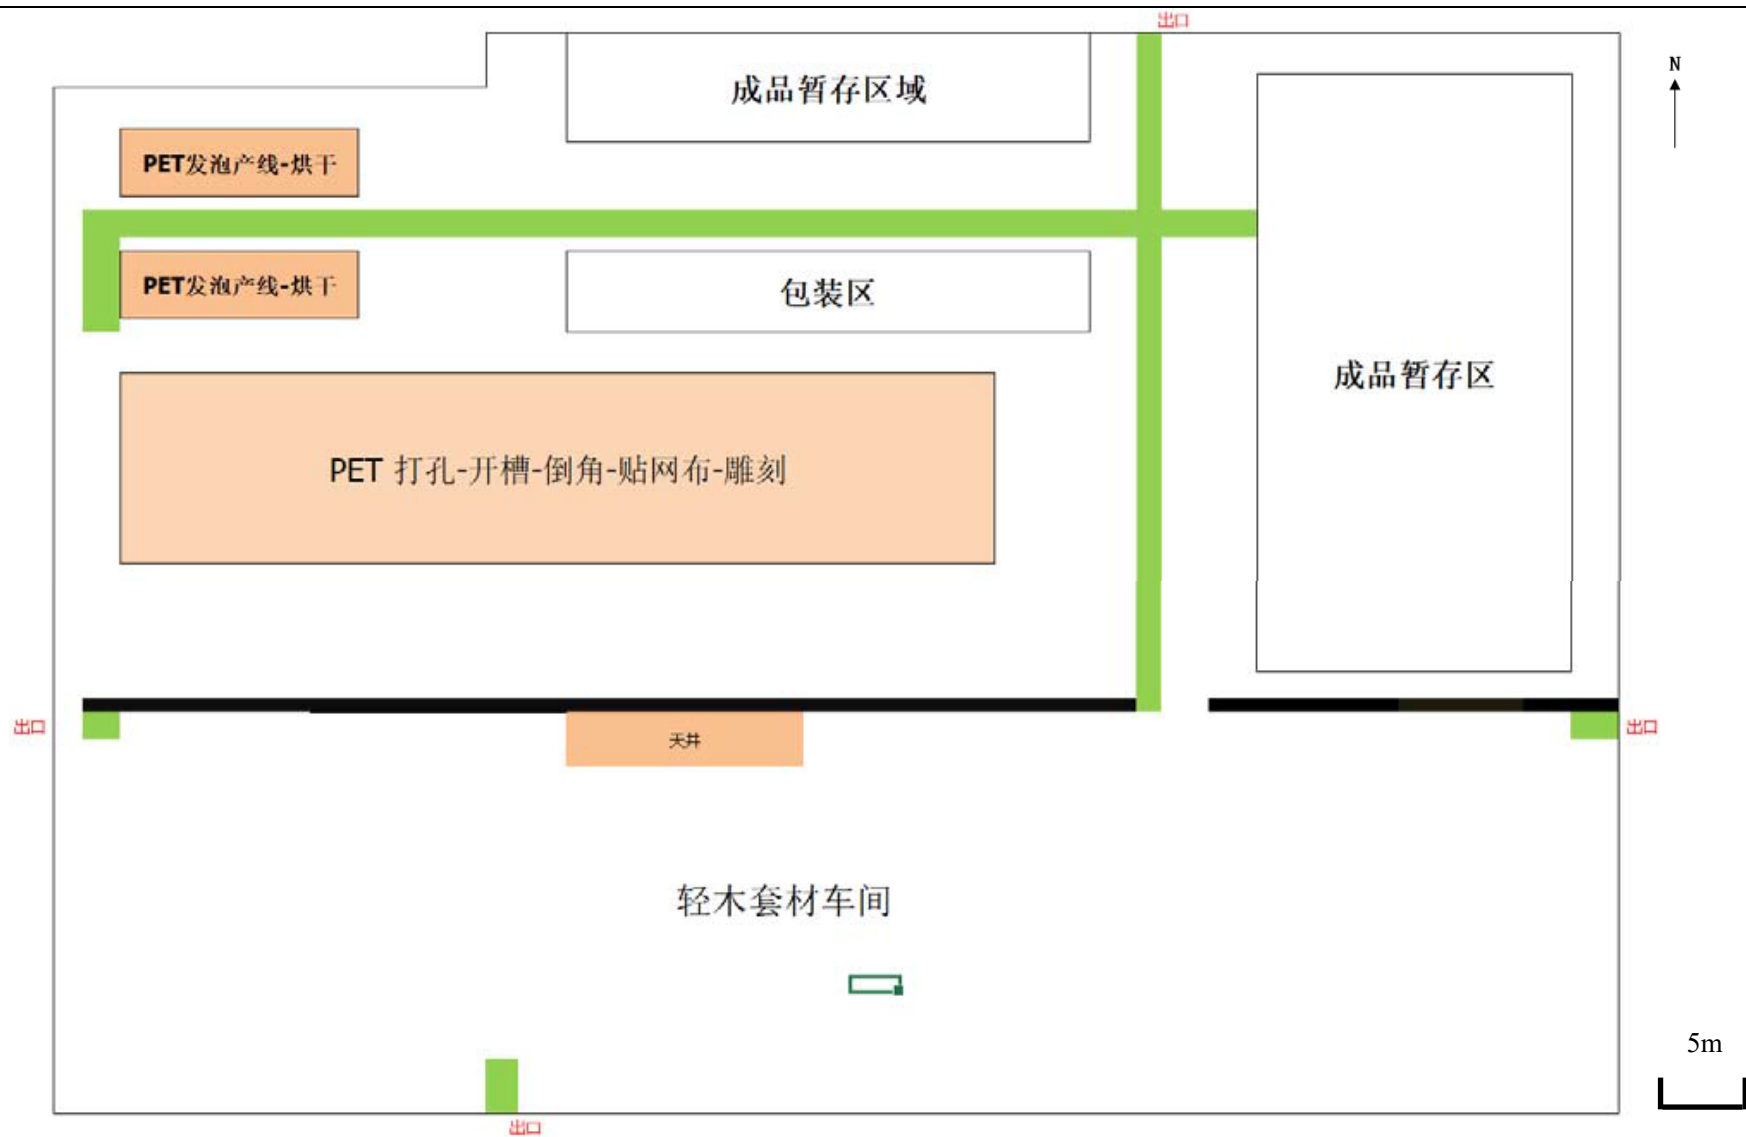 出口
N
成品暂存区域
PET发泡产线-烘干
PET发泡产线-烘干
包装区
成品暂存区
PET 打孔-开槽-倒角-贴网布-雕刻
出口
出口
天井
轻木套材车间
5m
出口